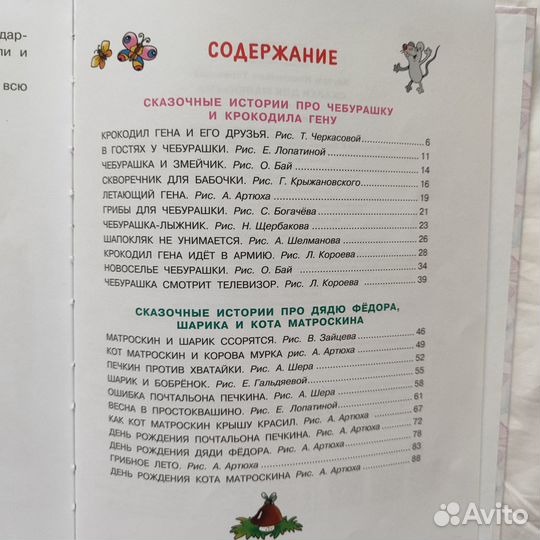 дар-
ли и
всю
СОДЕРЖАНИЕ
СКАЗОЧНЫЕ ИСТОРИИ ПРО ЧЕБУРАШКУ
И КРОКОДИЛА ГЕНУ
КРОКОДИЛ ГЕНА И ЕГО ДРУЗЬЯ. Рис. Т. Черкасовой 6
В ГОСТЯХ У ЧЕБУРАШКИ. Рис. Е. Лопатиной 11
ЧЕБУРАШКА И ЗМЕЙЧИК. Рис. О. Бай 14
СКВОРЕЧНИК ДЛЯ БАБОЧКИ. Рис. Г. Крыжановского 16
ЛЕТАЮЩИЙ ГЕНА. Рис. А. Артюха 19
ГРИБЫ ДЛЯ ЧЕБУРАШКИ. Рис. С. Богачёва 21
ЧЕБУРАШКА-ЛЫЖНИК. Рис. Н. Щербакова 23
ШАПОКЛЯК НЕ УНИМАЕТСЯ. Рис. А. Шелманова 26
КРОКОДИЛ ГЕНА ИДЁТ В АРМИЮ. Рис. Л. Короева 28
НОВОСЕЛЬЕ ЧЕБУРАШКИ. Рис. О. Бай 34
ЧЕБУРАШКА СМОТРИТ ТЕЛЕВИЗОР. Рис. Л. Короева 39
СКАЗОЧНЫЕ ИСТОРИИ ПРО ДЯДЮ ФЁДОРА,
ШАРИКА И КОТА МАТРОСКИНА
МАТРОСКИН И ШАРИК ССОРЯТСЯ. Рис. В. Зайцева 46
КОТ МАТРОСКИН И КОРОВА МУРКА рис. А. Артюха 49
ПЕЧКИН ПРОТИВ ХВАТАЙКИ. Рис. А. Шера 52
ШАРИК И БОБРЁНОК. Рис. Е. Гальдяевой 55
ОШИБКА ПОЧТАЛЬОНА ПЕЧКИНА. Рис. А. Шера 58
ВЕСНА В ПРОСТОКВАШИНО. Рис. Е. Лопатиной 61
КАК КОТ МАТРОСКИН КРЫШУ КРАСИЛ. Рис. А. Артюха 67
ДЕНЬ РОЖДЕНИЯ ПОЧТАЛЬОНА ПЕЧКИНА. Рис. А. Артюха 72
ДЕНЬ РОЖДЕНИЯ ДЯДИ ФЁДОРА. Рис. А. Артюха 78
ГРИБНОЕ ЛЕТО. Рис. А. Артюха 83
ДЕНЬ РОЖДЕНИЯ КОТА МАТРОСКИНА Рис. А. Артюха 88
Avito